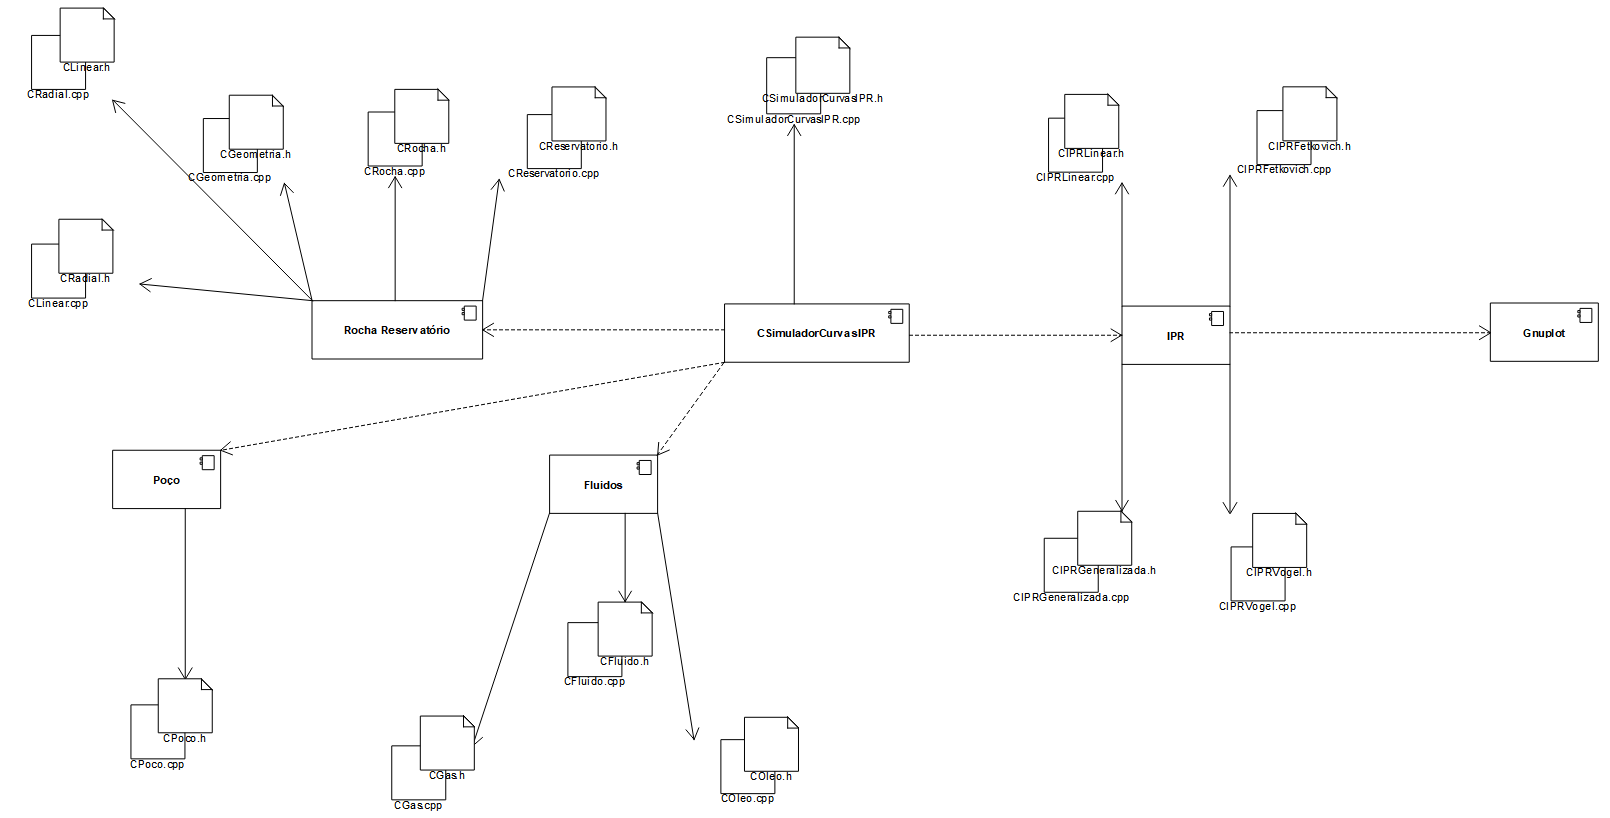 CLinear.h
CRadial.cpp
CGeometria.h
CGeometria.cpp
CRocha.h
CRocha.cpp
CReservatorio.h
CReservatorio.cpp
CSimuladorCurvasIPR.h
CSimuladorCurvasIPR.cpp
CIPRLinear.h
CIPRLinear.cpp
CIPRFetkovich.h
CIPRFetkovich.cpp
CRadial.h
CLinear.cpp
Rocha Reservatório
CSimuladorCurvasIPR
IPR
Gnuplot
Poço
Fluidos
CIPRGeneralizada.h
CIPRGeneralizada.cpp
CIPRVogel.h
CIPRVogel.cpp
CFluido.h
CFluido.cpp
CPoco.h
CPoco.cpp
CGas.h
CGas.cpp
COleo.h
COleo.cpp